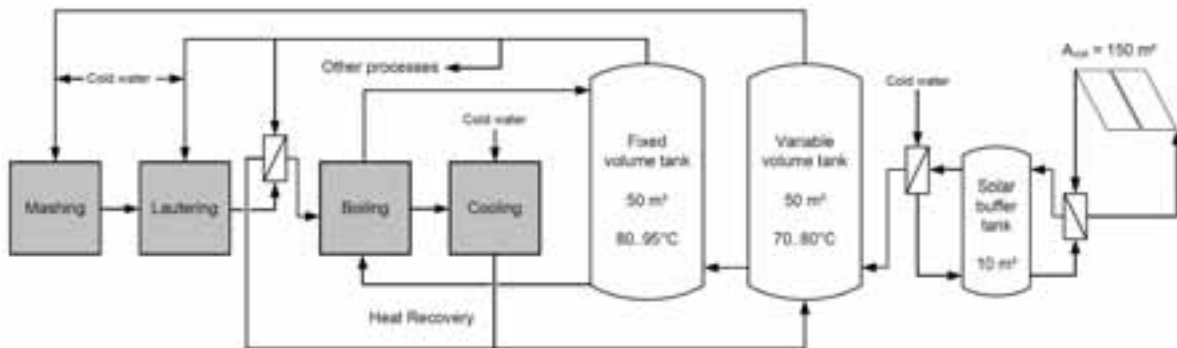 A = 150 m²
Cold water
Other processes
Cold water
Cold water
Fixed
volume tank
50 m³
80..95°C
Variable
volume tank
50 m³
70..80°C
Solar
buffer
tank
10 m³
Mashing
Lautering
Boiling
Cooling
Heat Recovery